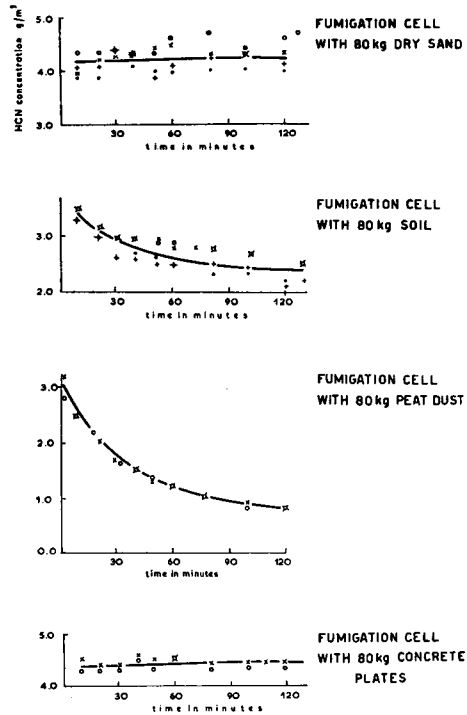 HCN concentration g/m³
5.0
4.0
3.0
30
60
90
120
time in minutes
FUMIGATION CELL
WITH 80kg DRY SAND
3.0
2.0
30
60
90
120
time in minutes
FUMIGATION CELL
WITH 80kg SOIL
3.0
2.0
1.0
0.0
30
60
90
120
time in minutes
FUMIGATION CELL
WITH 80kg PEAT DUST
5.0
4.0
30
60
90
120
time in minutes
FUMIGATION CELL
WITH 80kg CONCRETE
PLATES